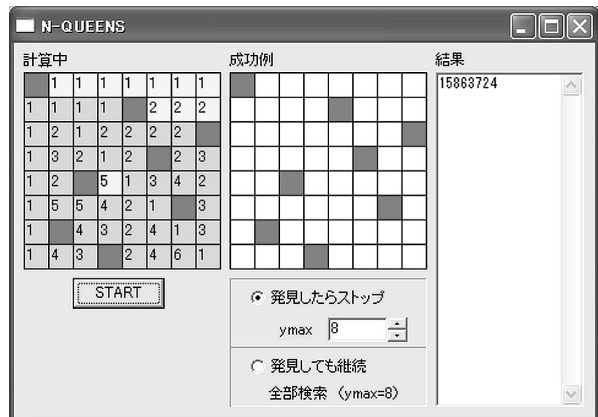 N-QUEENS
計算中
成功例
結果
1 1 1 1 1 1 1
1 1 1 1 2 2 2
1 2 1 2 2 2 2
1 3 2 1 2 2 3
1 2 5 1 3 4 2
1 5 5 4 2 1 3
1 4 3 2 4 1 3
1 4 3 2 4 6 1
15863724
START
発見したらストップ
ymax 8
発見しても継続
全部検索 (ymax=8)